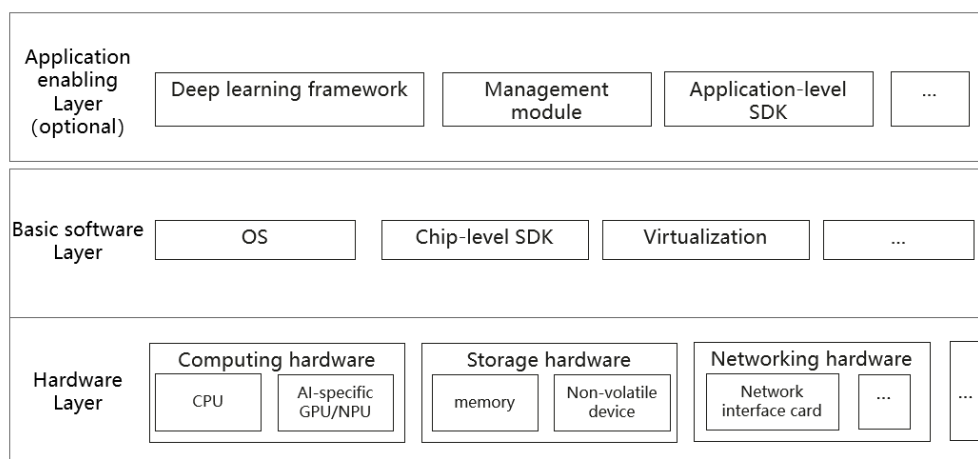 Application
enabling
Layer
(optional)
Deep learning framework
Management
module
Application-level
SDK
...
Basic software
Layer
OS
Chip-level SDK
Virtualization
...
Hardware
Layer
Computing hardware
CPU
AI-specific
GPU/NPU
Storage hardware
memory
Non-volatile
device
Networking hardware
Network
interface card
...
...